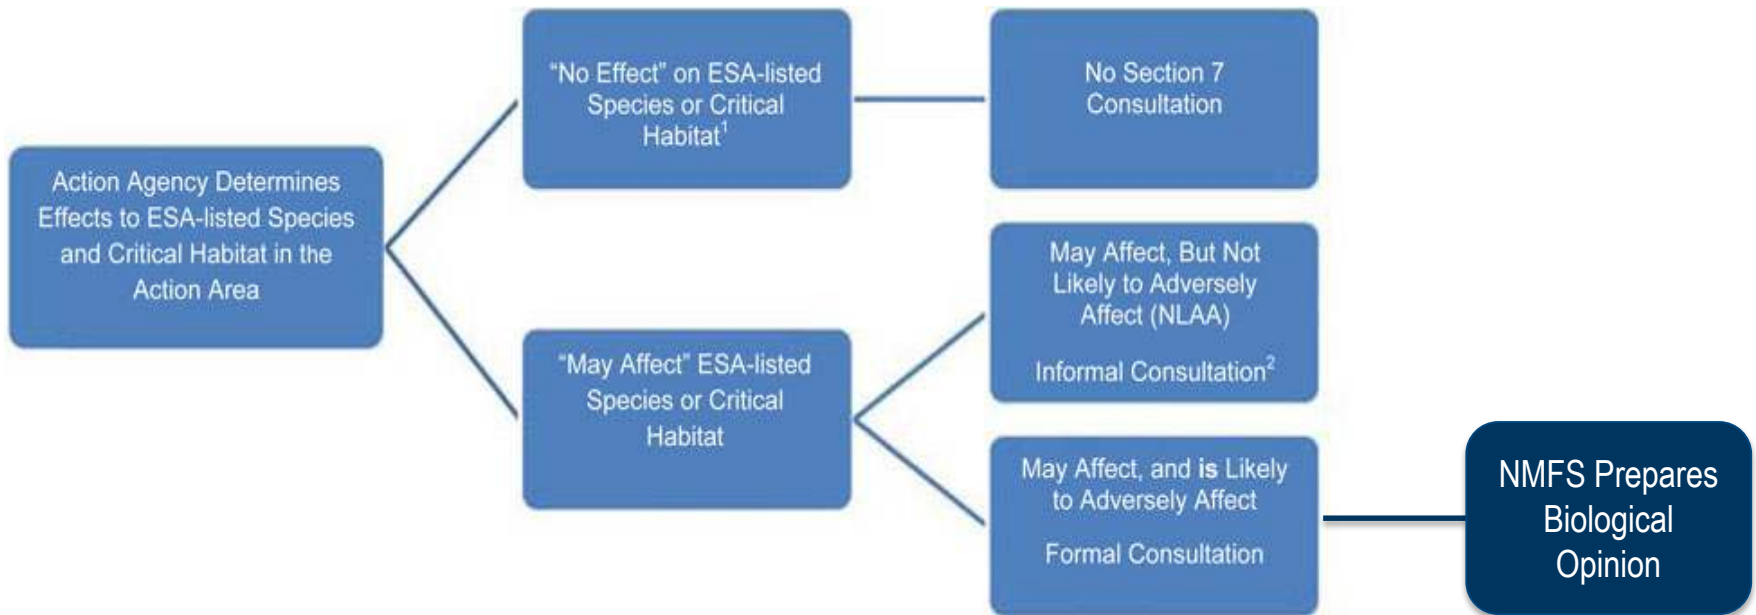 Action Agency Determines
Effects to ESA-listed Species
and Critical Habitat in the
Action Area
“No Effect” on ESA-listed
Species or Critical
Habitat¹
No Section 7
Consultation
“May Affect” ESA-listed
Species or Critical
Habitat
May Affect, But Not
Likely to Adversely
Affect (NLAA)
Informal Consultation²
May Affect, and is Likely
to Adversely Affect
Formal Consultation
NMFS Prepares
Biological
Opinion